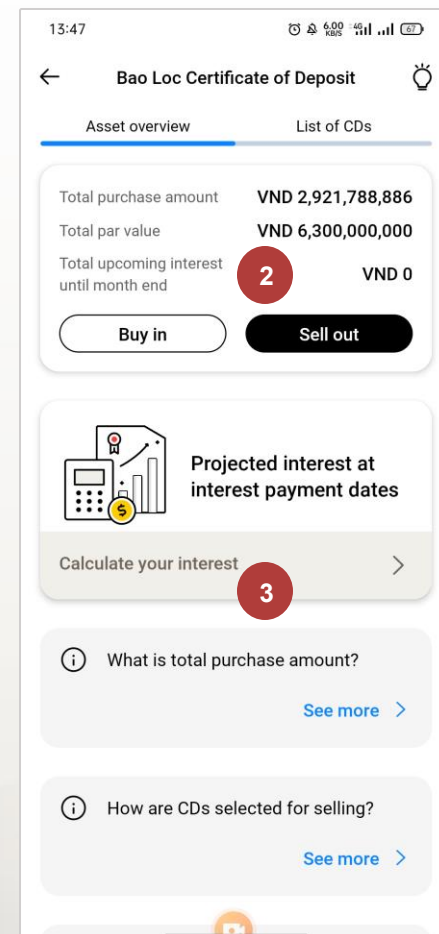 13:47 6.00 KB/S 4G 67
Bao Loc Certificate of Deposit
Asset overview List of CDs
Total purchase amount VND 2,921,788,886
Total par value VND 6,300,000,000
Total upcoming interest
until month end 2 VND 0
Buy in Sell out
Projected interest at
interest payment dates
$
Calculate your interest
3
What is total purchase amount?
See more
How are CDs selected for selling?
See more